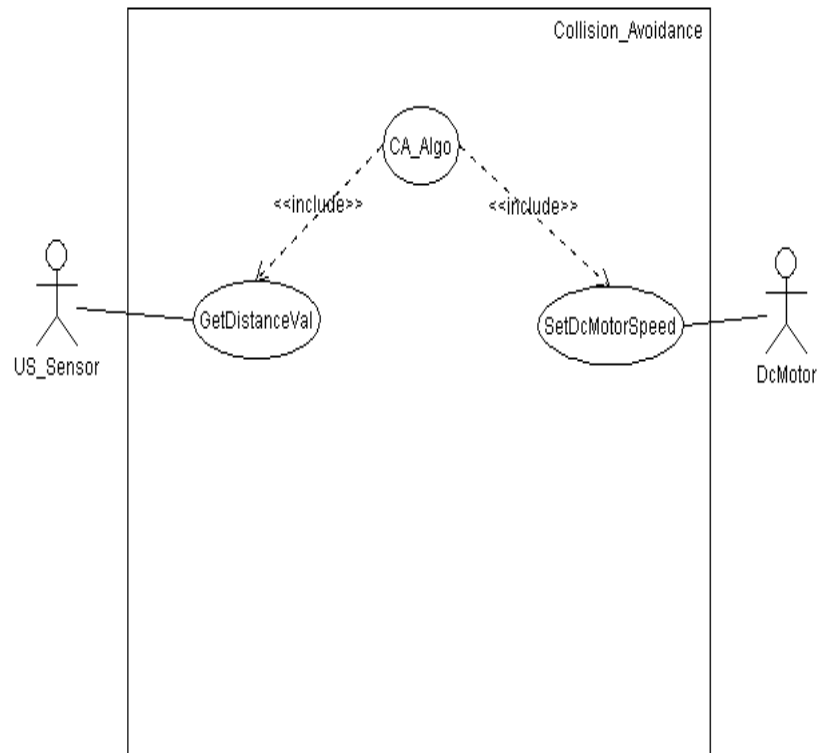 Collision_Avoidance
CA_Algo
<<include>>
<<include>>
GetDistanceVal
SetDcMotorSpeed
US_Sensor
DcMotor